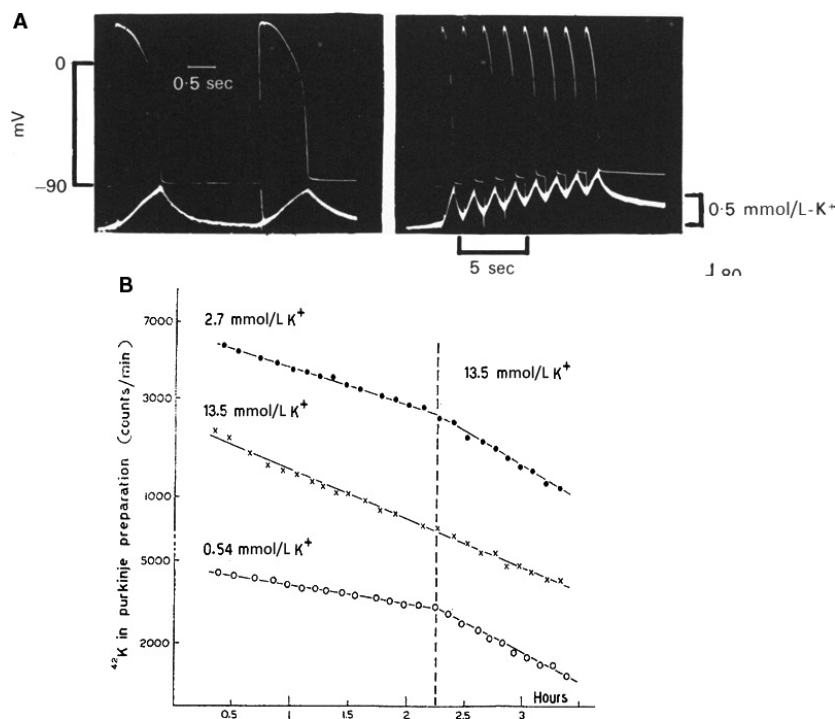 A
0
0·5 sec
mV
−90
0·5 mmol/L-K+
5 sec
B
7000
2.7 mmol/L K+
13.5 mmol/L K+
3000
13.5 mmol/L K+
1000
0.54 mmol/L K+
5000
2000
42K in purkinje preparation (counts/min)
Hours
0.5
1
1.5
2
2.5
3